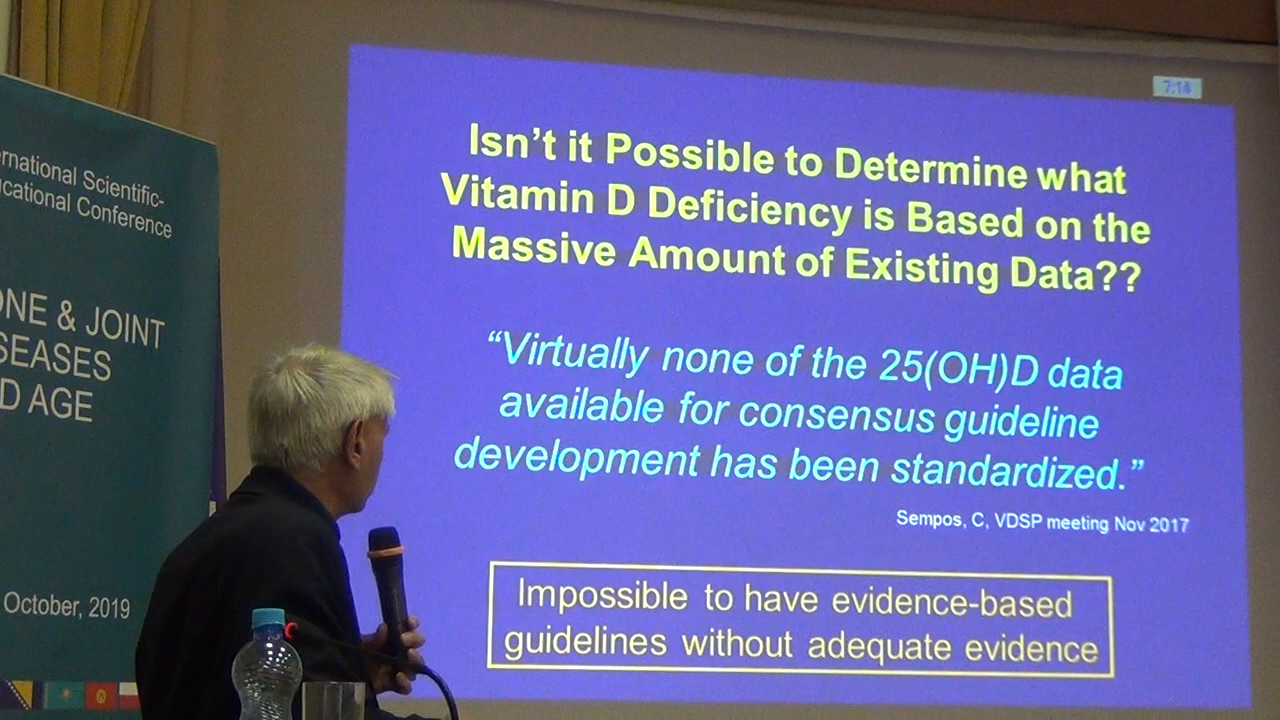 ernational Scientific-
ucational Conference
ONE & JOINT
SEASES
D AGE
October, 2019
7:14
Isn't it Possible to Determine what
Vitamin D Deficiency is Based on the
Massive Amount of Existing Data??
“Virtually none of the 25(OH)D data
available for consensus guideline
development has been standardized.”
Sempos, C, VDSP meeting Nov 2017
Impossible to have evidence-based
guidelines without adequate evidence